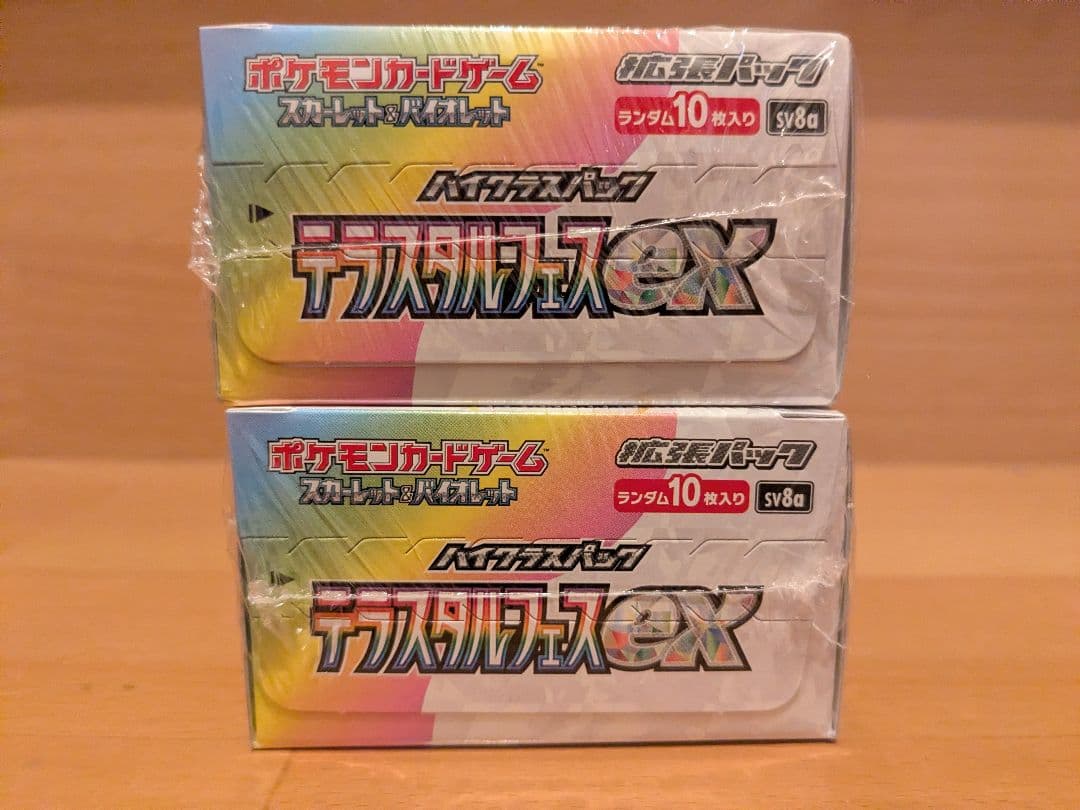 ポケモンカードゲーム™
スカーレット&バイオレット
拡張パック
ランダム10枚入り sv8a
ハイクラスパック
テラスタルフェスex
ポケモンカードゲーム™
スカーレット&バイオレット
拡張パック
ランダム10枚入り sv8a
ハイクラスパック
テラスタルフェスex